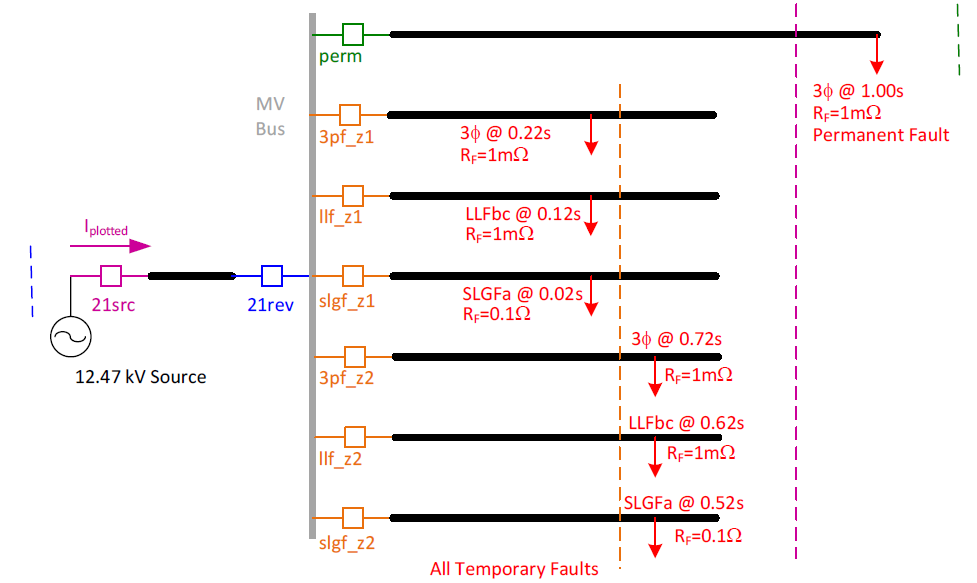 perm
3ϕ @ 1.00s
R_F=1mΩ
Permanent Fault
MV
Bus
3pf_z1
3ϕ @ 0.22s
R_F=1mΩ
llf_z1
LLFbc @ 0.12s
R_F=1mΩ
I_plotted
21src
21rev
slgf_z1
SLGFa @ 0.02s
R_F=0.1Ω
12.47 kV Source
3pf_z2
3ϕ @ 0.72s
R_F=1mΩ
llf_z2
LLFbc @ 0.62s
R_F=1mΩ
slgf_z2
SLGFa @ 0.52s
R_F=0.1Ω
All Temporary Faults